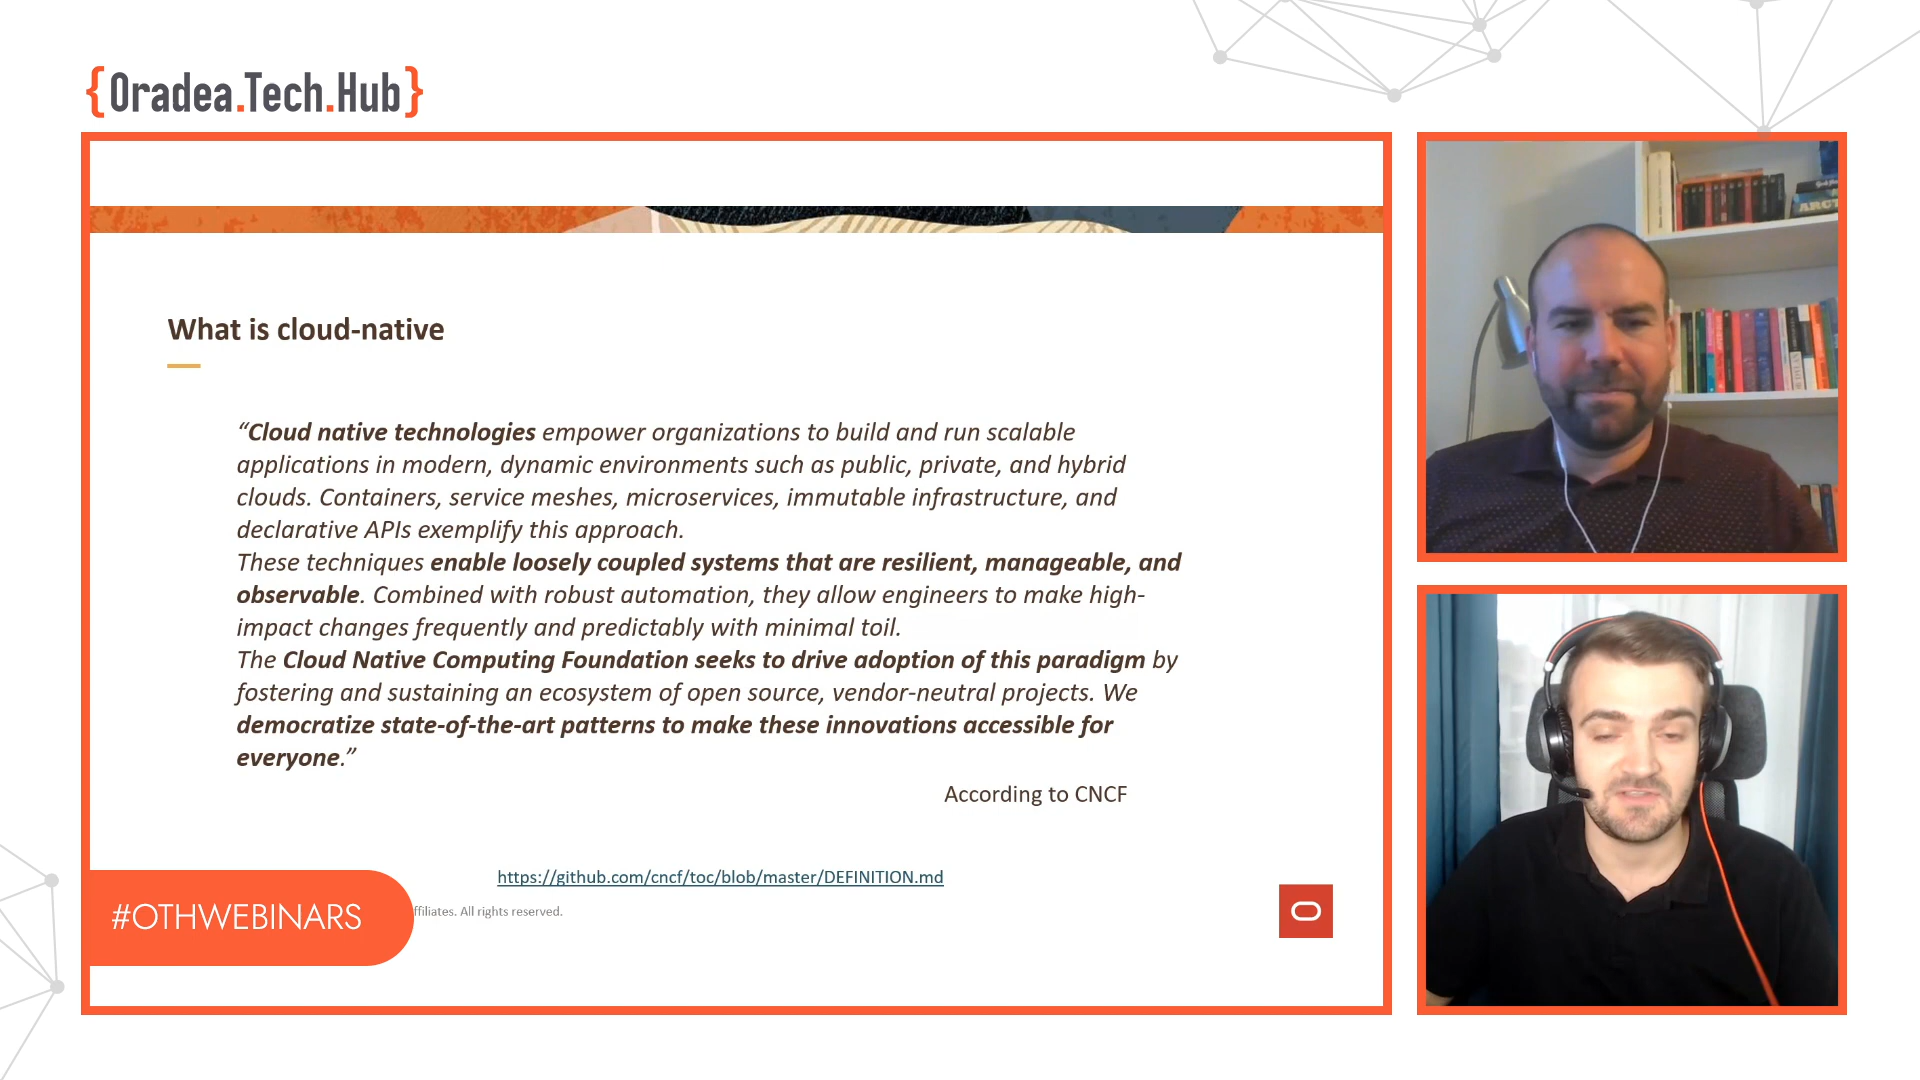 {Oradea.Tech.Hub}
What is cloud-native
“Cloud native technologies empower organizations to build and run scalable
applications in modern, dynamic environments such as public, private, and hybrid
clouds. Containers, service meshes, microservices, immutable infrastructure, and
declarative APIs exemplify this approach.
These techniques enable loosely coupled systems that are resilient, manageable, and
observable. Combined with robust automation, they allow engineers to make high-
impact changes frequently and predictably with minimal toil.
The Cloud Native Computing Foundation seeks to drive adoption of this paradigm by
fostering and sustaining an ecosystem of open source, vendor-neutral projects. We
democratize state-of-the-art patterns to make these innovations accessible for
everyone.”
According to CNCF
https://github.com/cncf/toc/blob/master/DEFINITION.md
ffiliates. All rights reserved.
#OTHWEBINARS